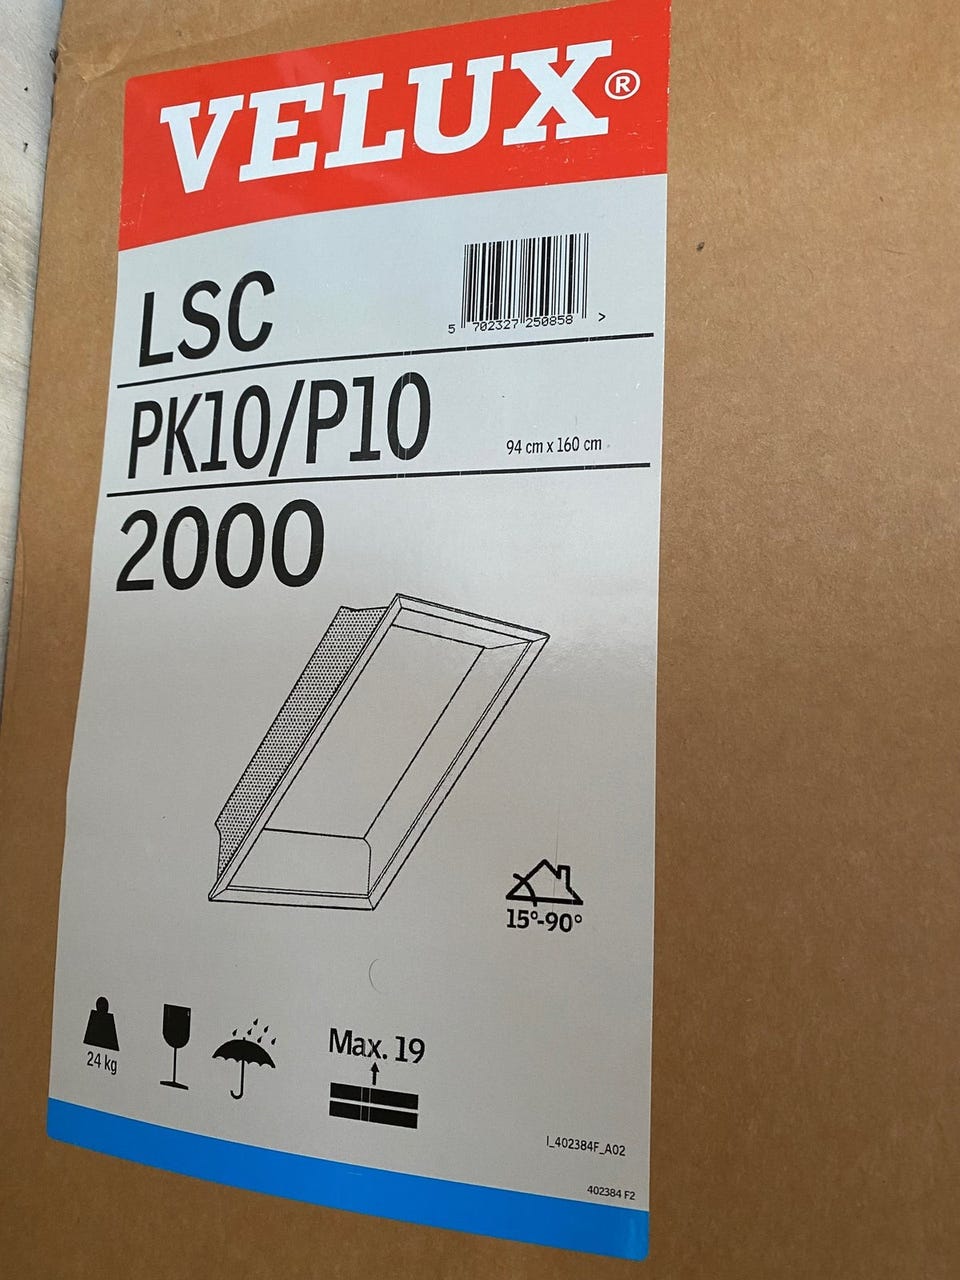 VELUX®
LSC
5 702327 250858 >
PK10/P10
94 cm x 160 cm
2000
15°-90°
24 kg
Max. 19
I_402384F_A02
402384 F2